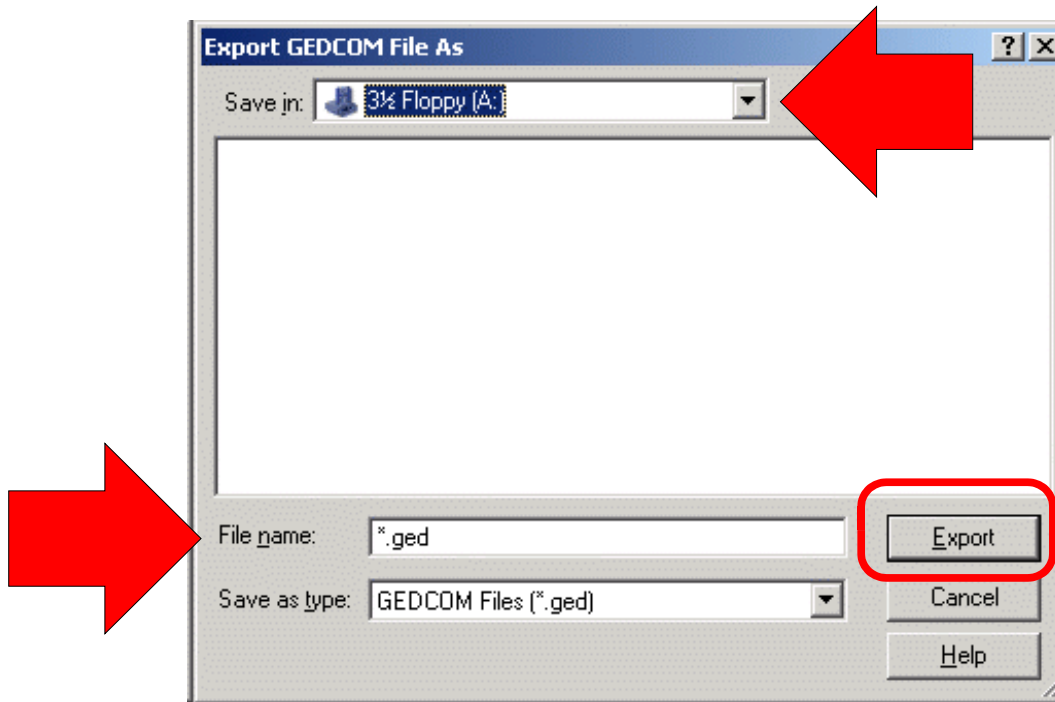 Export GEDCOM File As ? X
Save in: 3½ Floppy (A:)
File name: *.ged Export
Save as type: GEDCOM Files (*.ged) Cancel
Help